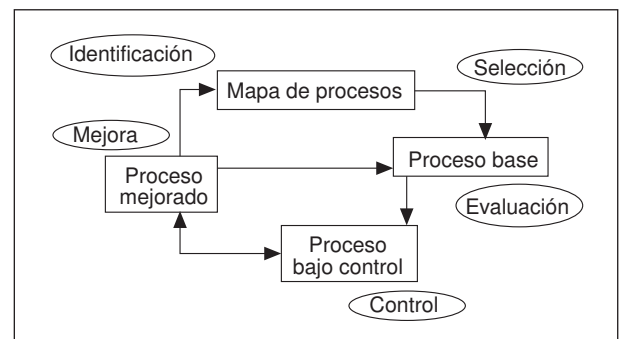 Identificación
Selección
Mapa de procesos
Mejora
Proceso base
Proceso
mejorado
Evaluación
Proceso
bajo control
Control